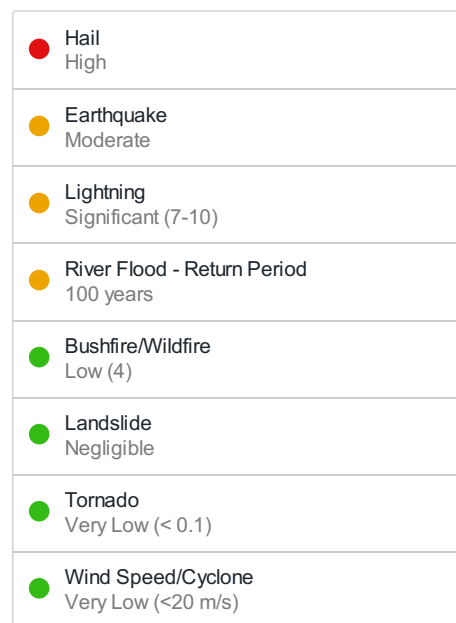 Hail
High
Earthquake
Moderate
Lightning
Significant (7-10)
River Flood - Return Period
100 years
Bushfire/Wildfire
Low (4)
Landslide
Negligible
Tornado
Very Low (< 0.1)
Wind Speed/Cyclone
Very Low (<20 m/s)